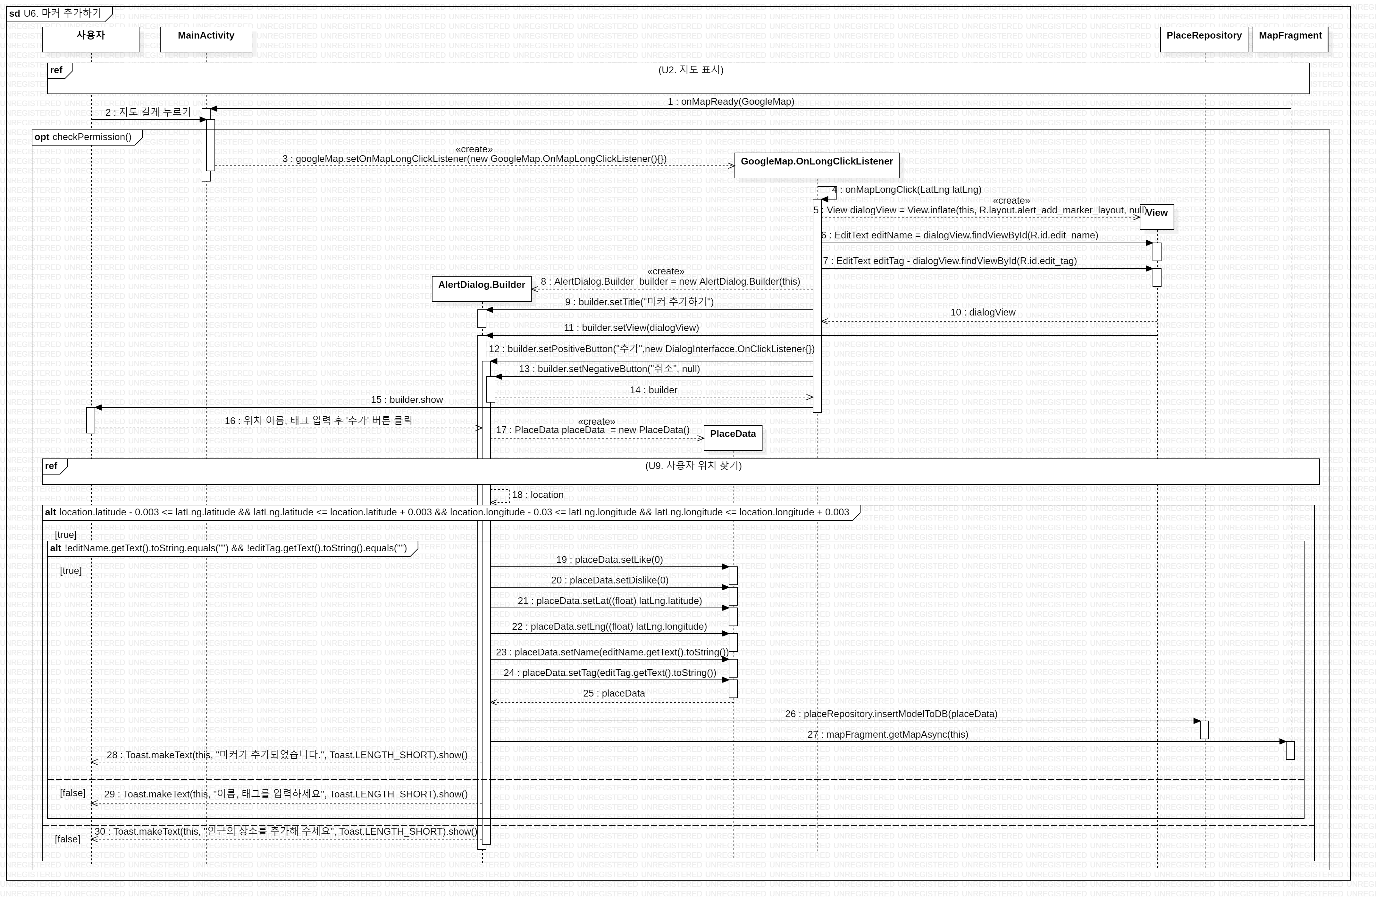 sd U6. 마커 추가하기
사용자
MainActivity
PlaceRepository
MapFragment
ref
(U2. 지도 표시)
1 : onMapReady(GoogleMap)
2 : 지도 길게 누르기
opt checkPermission()
«create»
3 : googleMap.setOnMapLongClickListener(new GoogleMap.OnMapLongClickListener(){})
GoogleMap.OnLongClickListener
4 : onMapLongClick(LatLng latLng)
«create»
5 : View dialogView = View.inflate(this, R.layout.alert_add_marker_layout, null)
View
6 : EditText editName = dialogView.findViewById(R.id.edit_name)
7 : EditText editTag - dialogView.findViewById(R.id.edit_tag)
«create»
8 : AlertDialog.Builder builder = new AlertDialog.Builder(this)
AlertDialog.Builder
9 : builder.setTitle("마커 추가하기")
10 : dialogView
11 : builder.setView(dialogView)
12 : builder.setPositiveButton("추가",new DialogInterfacce.OnClickListener{})
13 : builder.setNegativeButton("취소", null)
14 : builder
15 : builder.show
16 : 위치 이름, 태그 입력 후 '추가' 버튼 클릭
«create»
17 : PlaceData placeData = new PlaceData()
PlaceData
ref
(U9. 사용자 위치 찾기)
18 : location
alt location.latitude - 0.003 <= latLng.latitude && latLng.latitude <= location.latitude + 0.003 && location.longitude - 0.03 <= latLng.longitude && latLng.longitude <= location.longitude + 0.003
[true]
alt !editName.getText().toString.equals("") && !editTag.getText().toString().equals("")
[true]
19 : placeData.setLike(0)
20 : placeData.setDislike(0)
21 : placeData.setLat((float) latLng.latitude)
22 : placeData.setLng((float) latLng.longitude)
23 : placeData.setName(editName.getText().toString())
24 : placeData.setTag(editTag.getText().toString())
25 : placeData
26 : placeRepository.insertModelToDB(placeData)
27 : mapFragment.getMapAsync(this)
28 : Toast.makeText(this, "마커가 추가되었습니다.", Toast.LENGTH_SHORT).show()
[false]
29 : Toast.makeText(this, "이름, 태그를 입력하세요", Toast.LENGTH_SHORT).show()
[false]
30 : Toast.makeText(this, "인근의 장소를 추가해 주세요", Toast.LENGTH_SHORT).show()